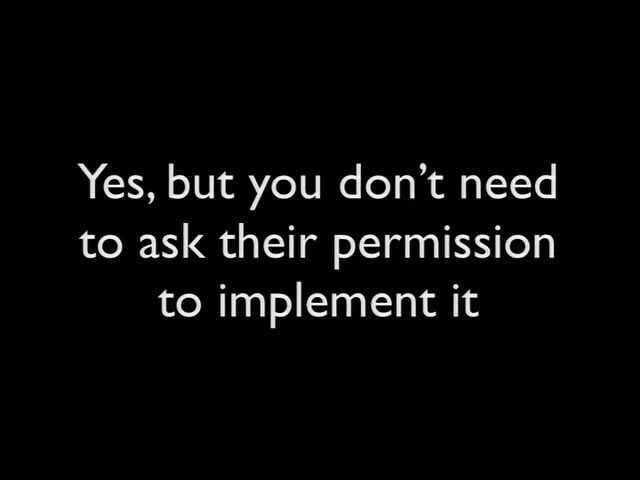 Yes, but you don’t need
to ask their permission
to implement it